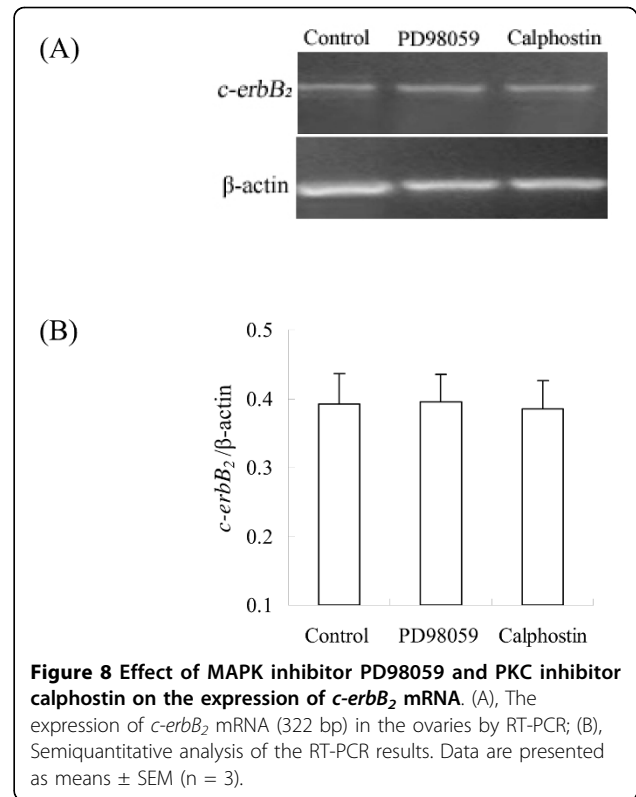 (A)
Control PD98059 Calphostin
c-erbB₂
β-actin
(B)
0.5
0.4
0.3
0.2
0.1
c-erbB₂/β-actin
Control PD98059 Calphostin
Figure 8 Effect of MAPK inhibitor PD98059 and PKC inhibitor
calphostin on the expression of c-erbB₂ mRNA. (A), The
expression of c-erbB₂ mRNA (322 bp) in the ovaries by RT-PCR; (B),
Semiquantitative analysis of the RT-PCR results. Data are presented
as means ± SEM (n = 3).